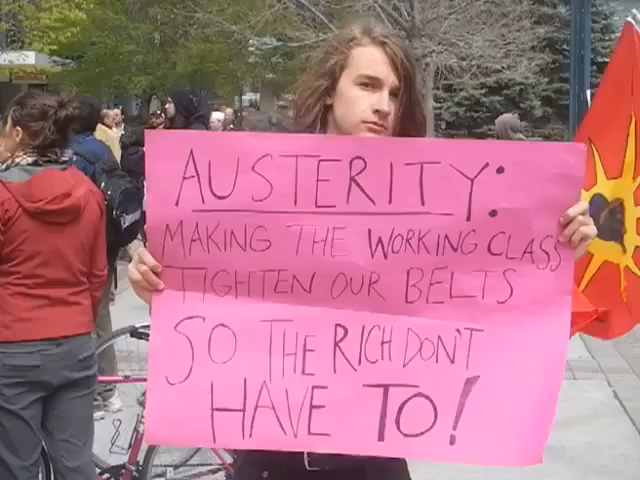 AUSTERITY:
MAKING THE WORKING CLASS
TIGHTEN OUR BELTS
SO THE RICH DON'T
HAVE TO!